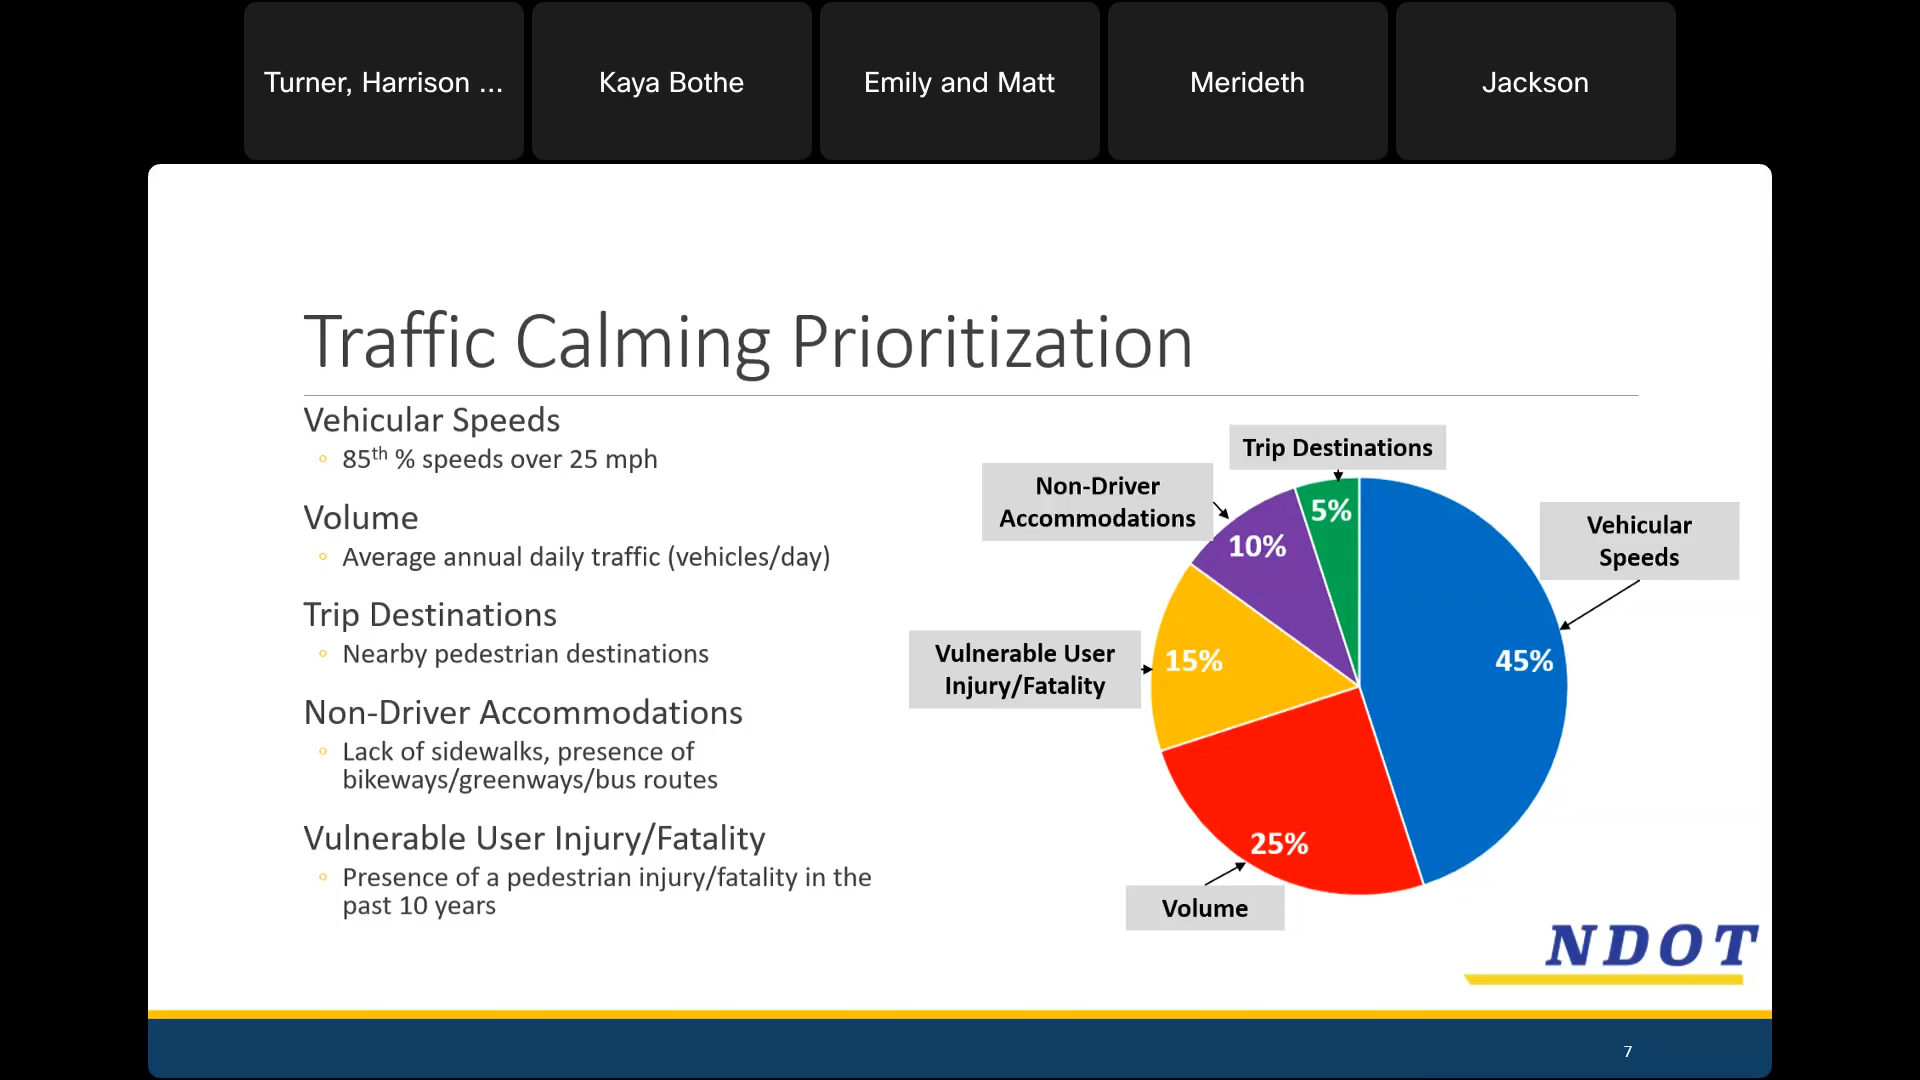 Turner, Harrison ...
Kaya Bothe
Emily and Matt
Merideth
Jackson
Traffic Calming Prioritization
Vehicular Speeds
85th % speeds over 25 mph
Volume
Average annual daily traffic (vehicles/day)
Trip Destinations
Nearby pedestrian destinations
Non-Driver Accommodations
Lack of sidewalks, presence of
bikeways/greenways/bus routes
Vulnerable User Injury/Fatality
Presence of a pedestrian injury/fatality in the
past 10 years
Trip Destinations
Non-Driver
Accommodations
Vehicular
Speeds
Vulnerable User
Injury/Fatality
Volume
5%
10%
15%
45%
25%
NDOT
7